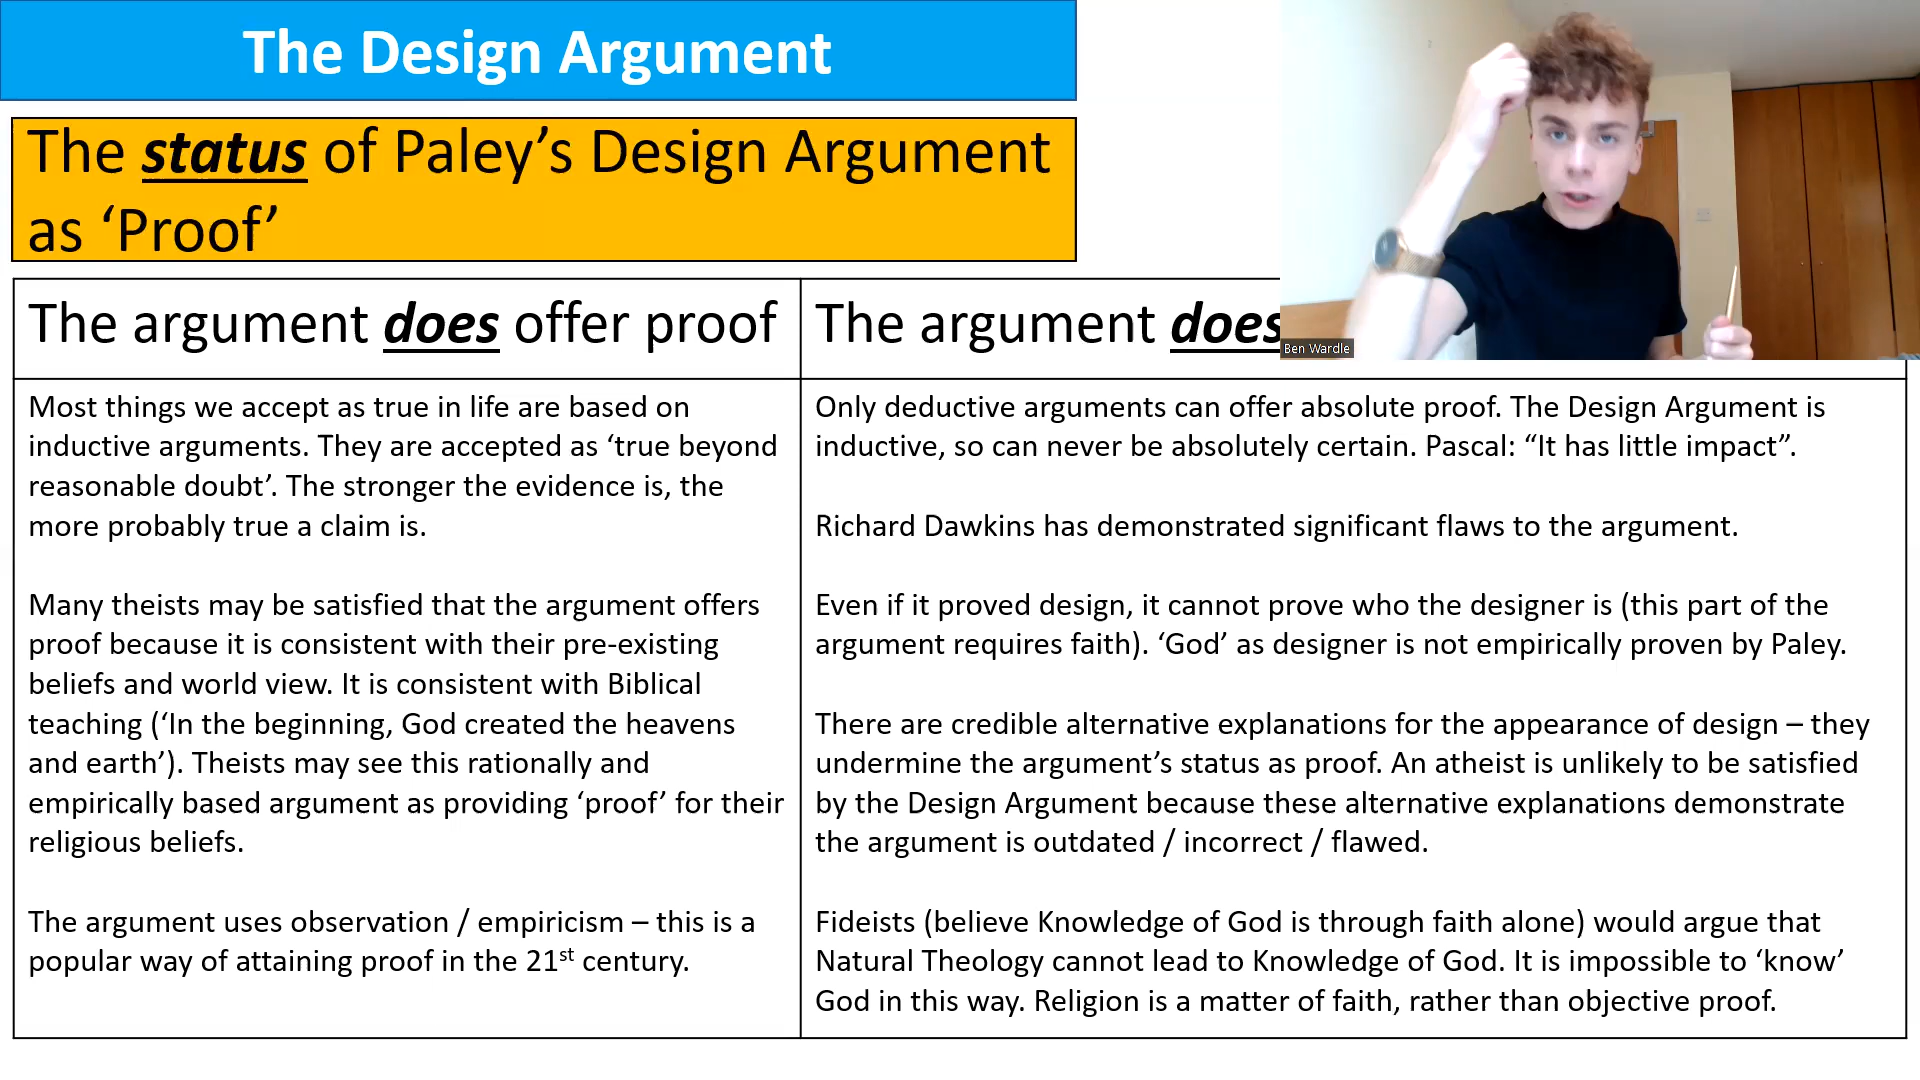 The Design Argument
The status of Paley’s Design Argument
as ‘Proof’
The argument does offer proof
The argument does
Ben Wardle
Most things we accept as true in life are based on
inductive arguments. They are accepted as ‘true beyond
reasonable doubt’. The stronger the evidence is, the
more probably true a claim is.
Many theists may be satisfied that the argument offers
proof because it is consistent with their pre-existing
beliefs and world view. It is consistent with Biblical
teaching (‘In the beginning, God created the heavens
and earth’). Theists may see this rationally and
empirically based argument as providing ‘proof’ for their
religious beliefs.
The argument uses observation / empiricism – this is a
popular way of attaining proof in the 21st century.
Only deductive arguments can offer absolute proof. The Design Argument is
inductive, so can never be absolutely certain. Pascal: “It has little impact”.
Richard Dawkins has demonstrated significant flaws to the argument.
Even if it proved design, it cannot prove who the designer is (this part of the
argument requires faith). ‘God’ as designer is not empirically proven by Paley.
There are credible alternative explanations for the appearance of design – they
undermine the argument’s status as proof. An atheist is unlikely to be satisfied
by the Design Argument because these alternative explanations demonstrate
the argument is outdated / incorrect / flawed.
Fideists (believe Knowledge of God is through faith alone) would argue that
Natural Theology cannot lead to Knowledge of God. It is impossible to ‘know’
God in this way. Religion is a matter of faith, rather than objective proof.